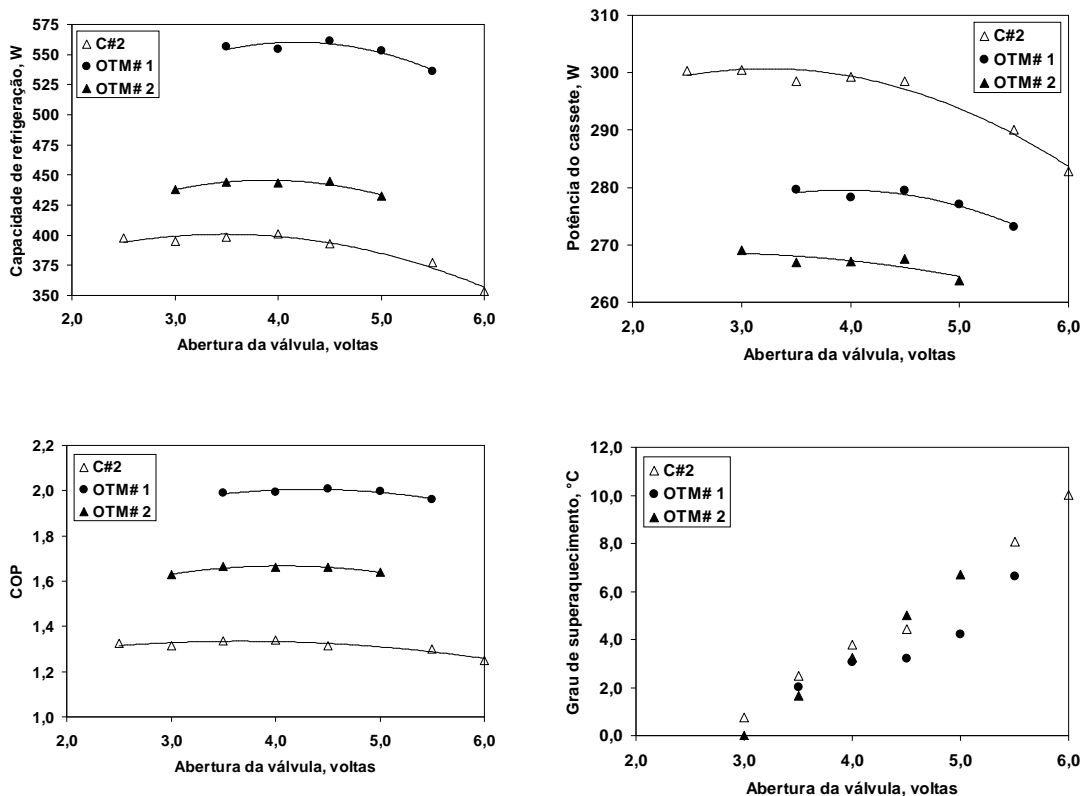 Capacidade de refrigeração, W
575
550
525
500
475
450
425
400
375
350
C#2
OTM# 1
OTM# 2
2,0 3,0 4,0 5,0 6,0
Abertura da válvula, voltas
Potência do cassete, W
310
300
290
280
270
260
C#2
OTM# 1
OTM# 2
2,0 3,0 4,0 5,0 6,0
Abertura da válvula, voltas
COP
2,2
2,0
1,8
1,6
1,4
1,2
1,0
C#2
OTM# 1
OTM# 2
2,0 3,0 4,0 5,0 6,0
Abertura da válvula, voltas
Grau de superaquecimento, °C
12,0
10,0
8,0
6,0
4,0
2,0
0,0
C#2
OTM# 1
OTM# 2
2,0 3,0 4,0 5,0 6,0
Abertura da válvula, voltas